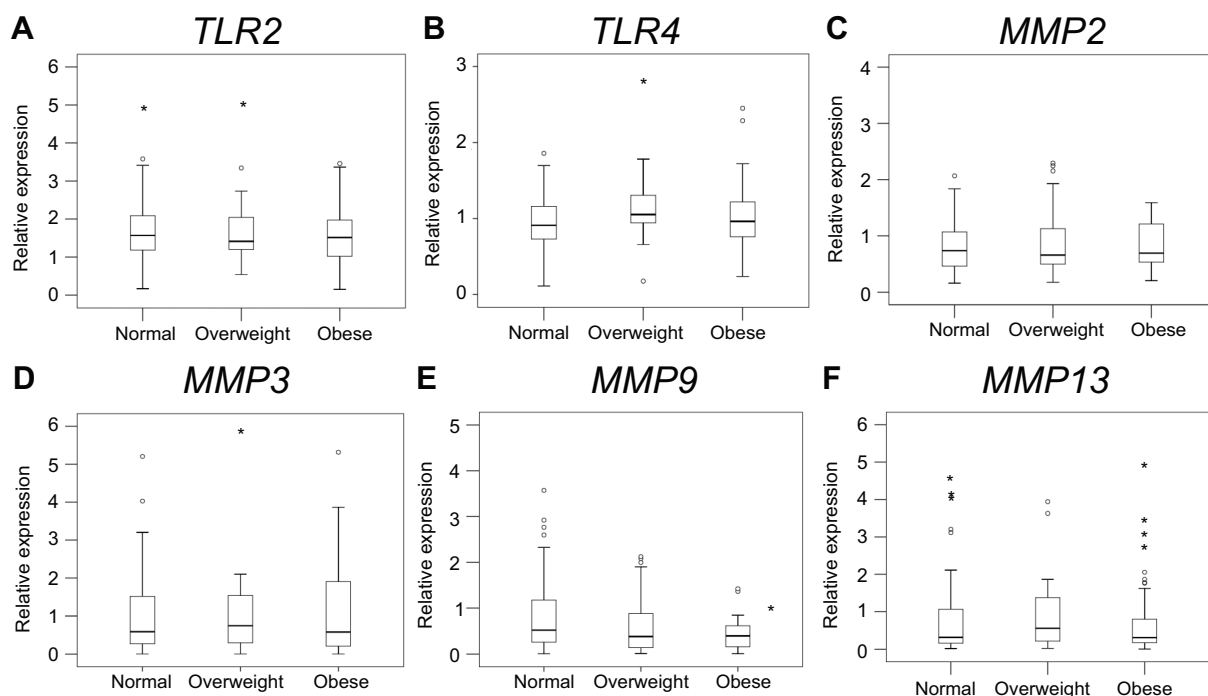 A TLR2
Relative expression
6
5
4
3
2
1
0
Normal Overweight Obese
* *
B TLR4
Relative expression
3
2
1
0
Normal Overweight Obese
*
C MMP2
Relative expression
4
3
2
1
0
Normal Overweight Obese
D MMP3
Relative expression
6
5
4
3
2
1
0
Normal Overweight Obese
*
E MMP9
Relative expression
5
4
3
2
1
0
Normal Overweight Obese
*
F MMP13
Relative expression
6
5
4
3
2
1
0
Normal Overweight Obese